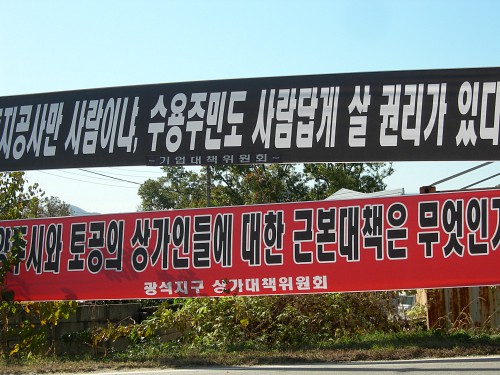 토지공사만 사람이냐, 수용주민도 사람답게 살 권리가 있다
- 기업대책위원회 -
양주시와 토공의 상가인들에 대한 근본대책은 무엇인가
광석지구 상가대책위원회